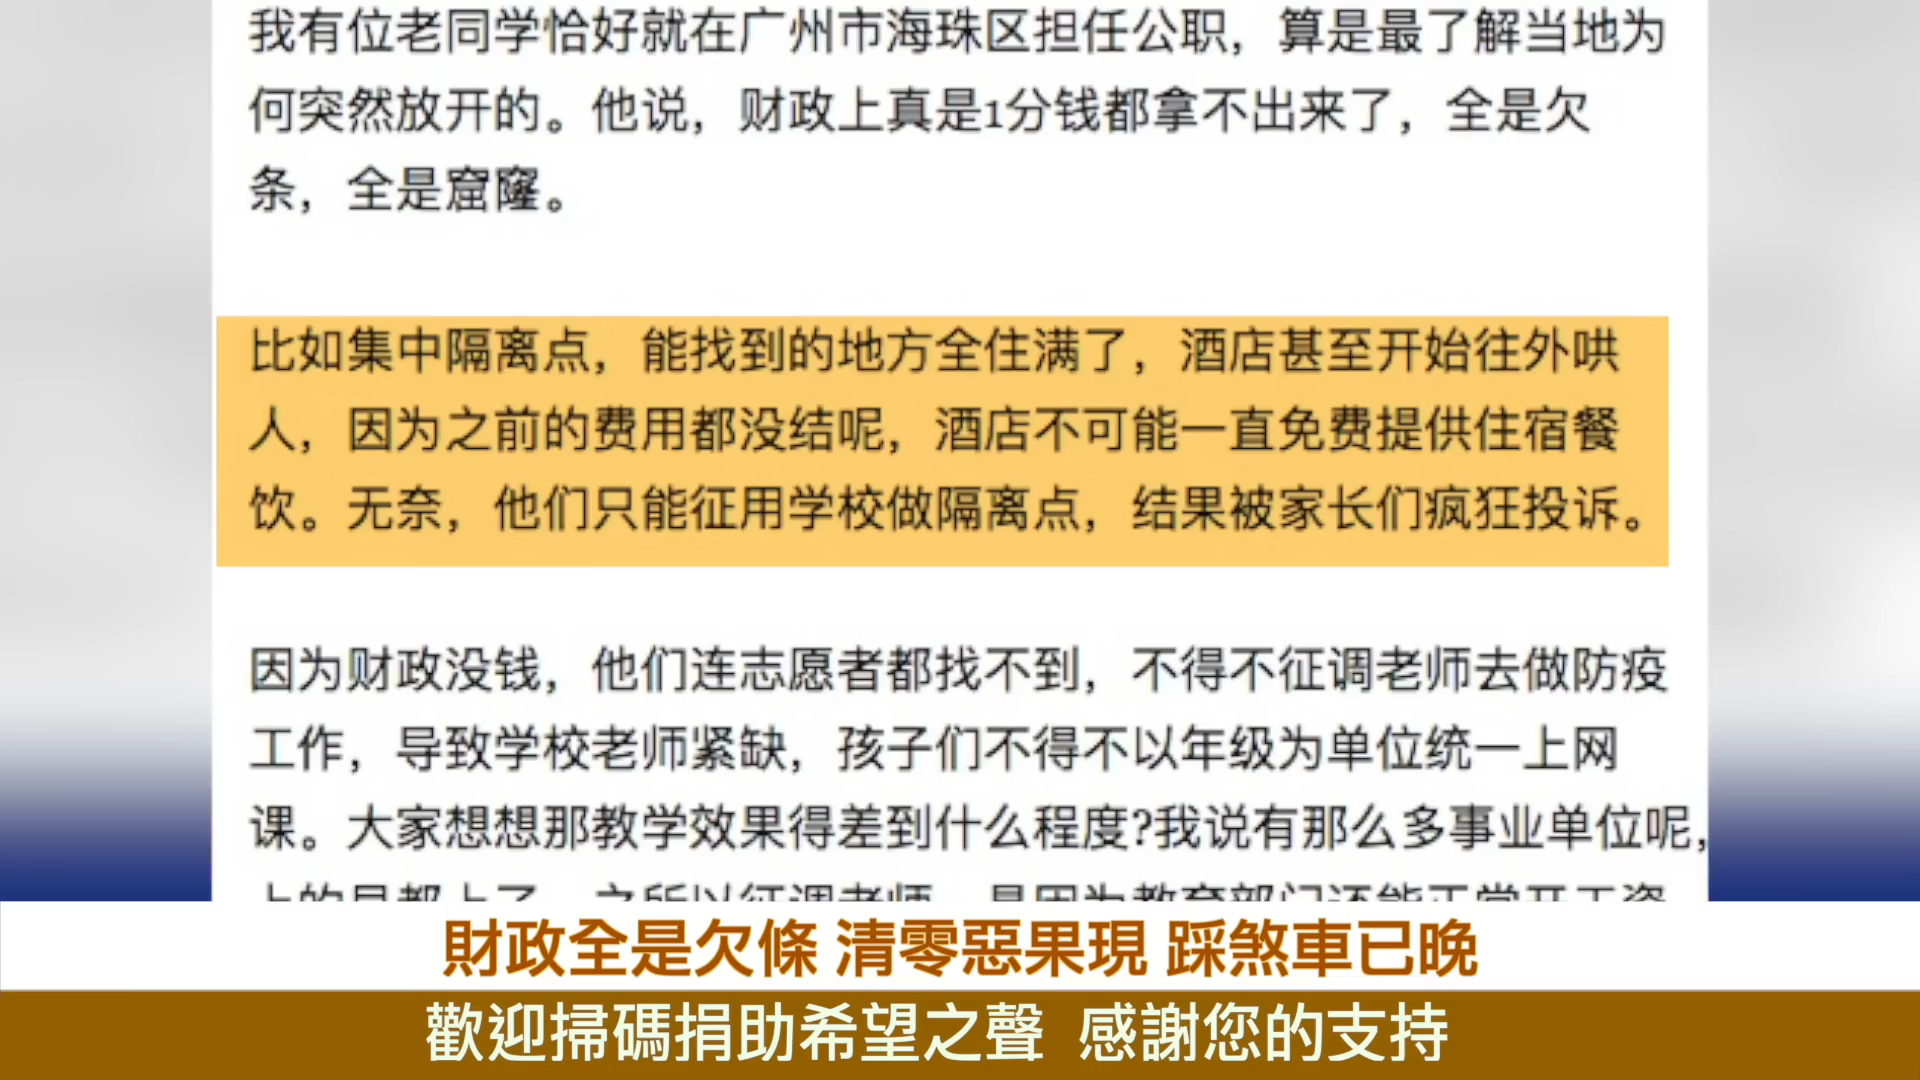 我有位老同学恰好就在广州市海珠区担任公职，算是最了解当地为
何突然放开的。他说，财政上真是1分钱都拿不出来了，全是欠
条，全是窟窿。
比如集中隔离点，能找到的地方全住满了，酒店甚至开始往外哄
人，因为之前的费用都没结呢，酒店不可能一直免费提供住宿餐
饮。无奈，他们只能征用学校做隔离点，结果被家长们疯狂投诉。
因为财政没钱，他们连志愿者都找不到，不得不征调老师去做防疫
工作，导致学校老师紧缺，孩子们不得不以年级为单位统一上网
课。大家想想那教学效果得差到什么程度?我说有那么多事业单位呢，
財政全是欠條 清零惡果現 踩煞車已晚
歡迎掃碼捐助希望之聲 感謝您的支持